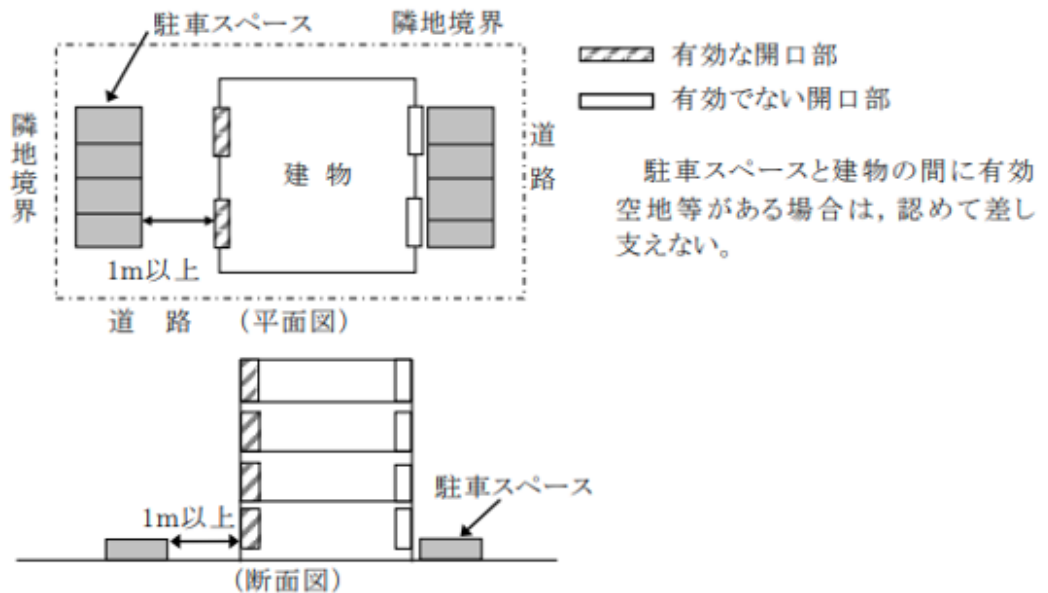 駐車スペース
隣地境界
有効な開口部
有効でない開口部
隣地境界
建 物
道路
駐車スペースと建物の間に有効
空地等がある場合は，認めて差し
支えない。
1m以上
道 路 (平面図)
駐車スペース
1m以上
(断面図)